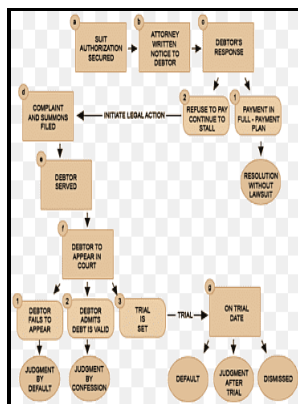 a
SUIT
AUTHORIZATION
SECURED
b
ATTORNEY
WRITTEN
NOTICE TO
DEBTOR
c
DEBTOR'S
RESPONSE
d
COMPLAINT
AND
SUMMONS
FILED
INITIATE LEGAL ACTION
2
REFUSE TO PAY
CONTINUE TO
STALL
1
PAYMENT IN
FULL - PAYMENT
PLAN
RESOLUTION
WITHOUT
LAWSUIT
e
DEBTOR
SERVED
f
DEBTOR TO
APPEAR IN
COURT
1
DEBTOR
FAILS TO
APPEAR
2
DEBTOR
ADMITS
DEBT IS VALID
3
TRIAL
IS
SET
TRIAL
g
ON TRIAL
DATE
JUDGMENT
BY
DEFAULT
JUDGMENT
BY
CONFESSION
DEFAULT
JUDGMENT
AFTER
TRIAL
DISMISSED